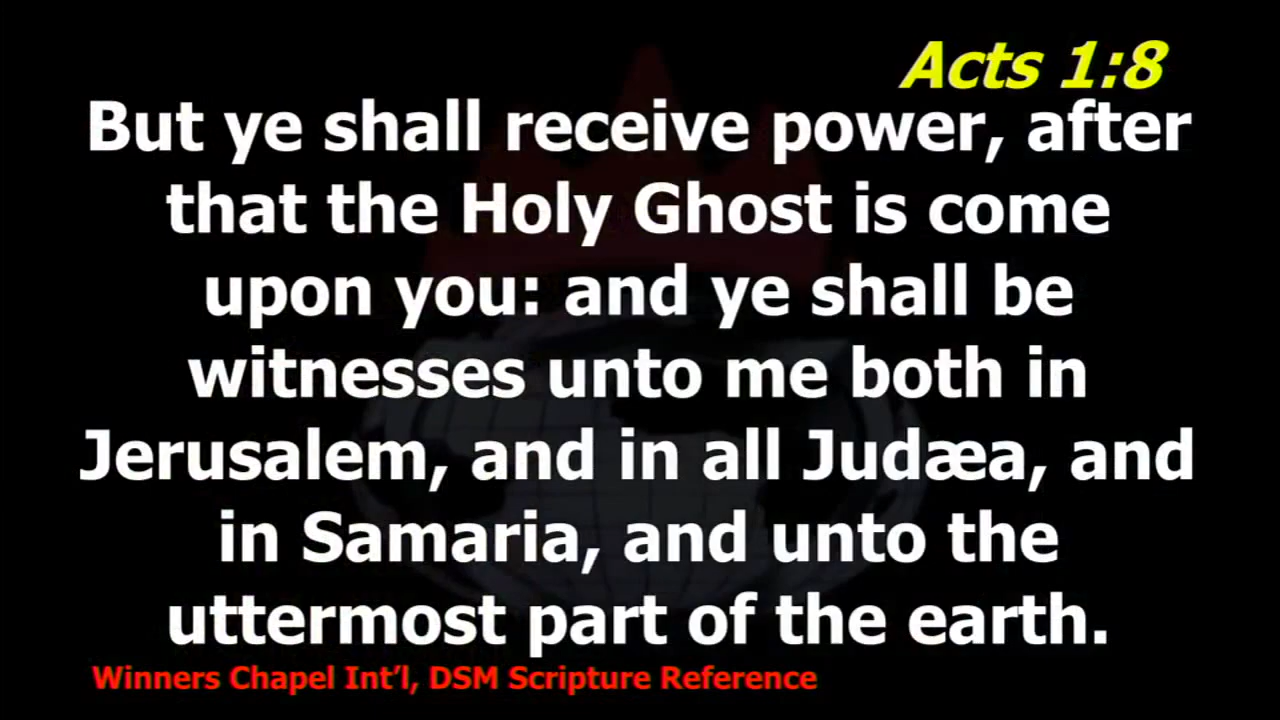 Acts 1:8
But ye shall receive power, after
that the Holy Ghost is come
upon you: and ye shall be
witnesses unto me both in
Jerusalem, and in all Judæa, and
in Samaria, and unto the
uttermost part of the earth.
Winners Chapel Int’l, DSM Scripture Reference